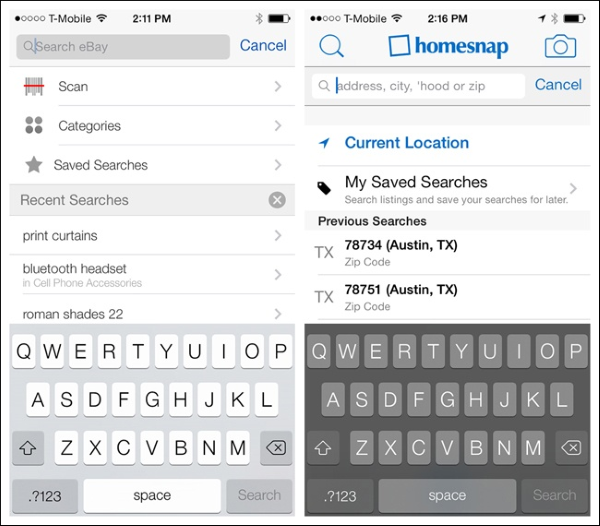 T-Mobile 2:11 PM
Search eBay Cancel
Scan
Categories
Saved Searches
Recent Searches
print curtains
bluetooth headset
in Cell Phone Accessories
roman shades 22
Q W E R T Y U I O P
A S D F G H J K L
Z X C V B N M
.?123 space Search
T-Mobile 2:16 PM
homesnap
address, city, 'hood or zip Cancel
Current Location
My Saved Searches
Search listings and save your searches for later.
Previous Searches
TX 78734 (Austin, TX)
Zip Code
TX 78751 (Austin, TX)
Zip Code
Q W E R T Y U I O P
A S D F G H J K L
Z X C V B N M
.?123 space Search